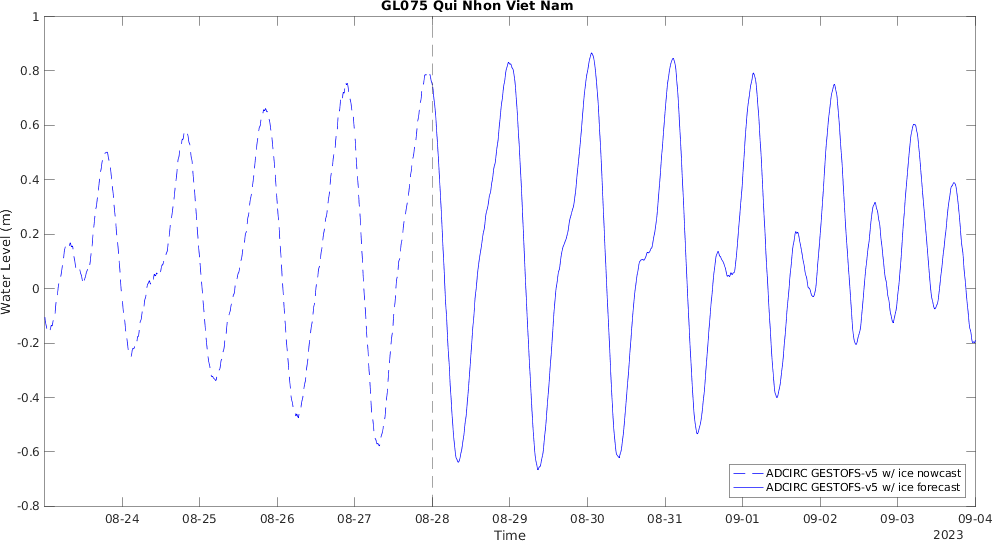 GL075 Qui Nhon Viet Nam
1
0.8
0.6
0.4
0.2
0
-0.2
-0.4
-0.6
-0.8
Water Level (m)
ADCIRC GESTOFS-v5 w/ ice nowcast
ADCIRC GESTOFS-v5 w/ ice forecast
08-24 08-25 08-26 08-27 08-28 08-29 08-30 08-31 09-01 09-02 09-03 09-04
Time
2023